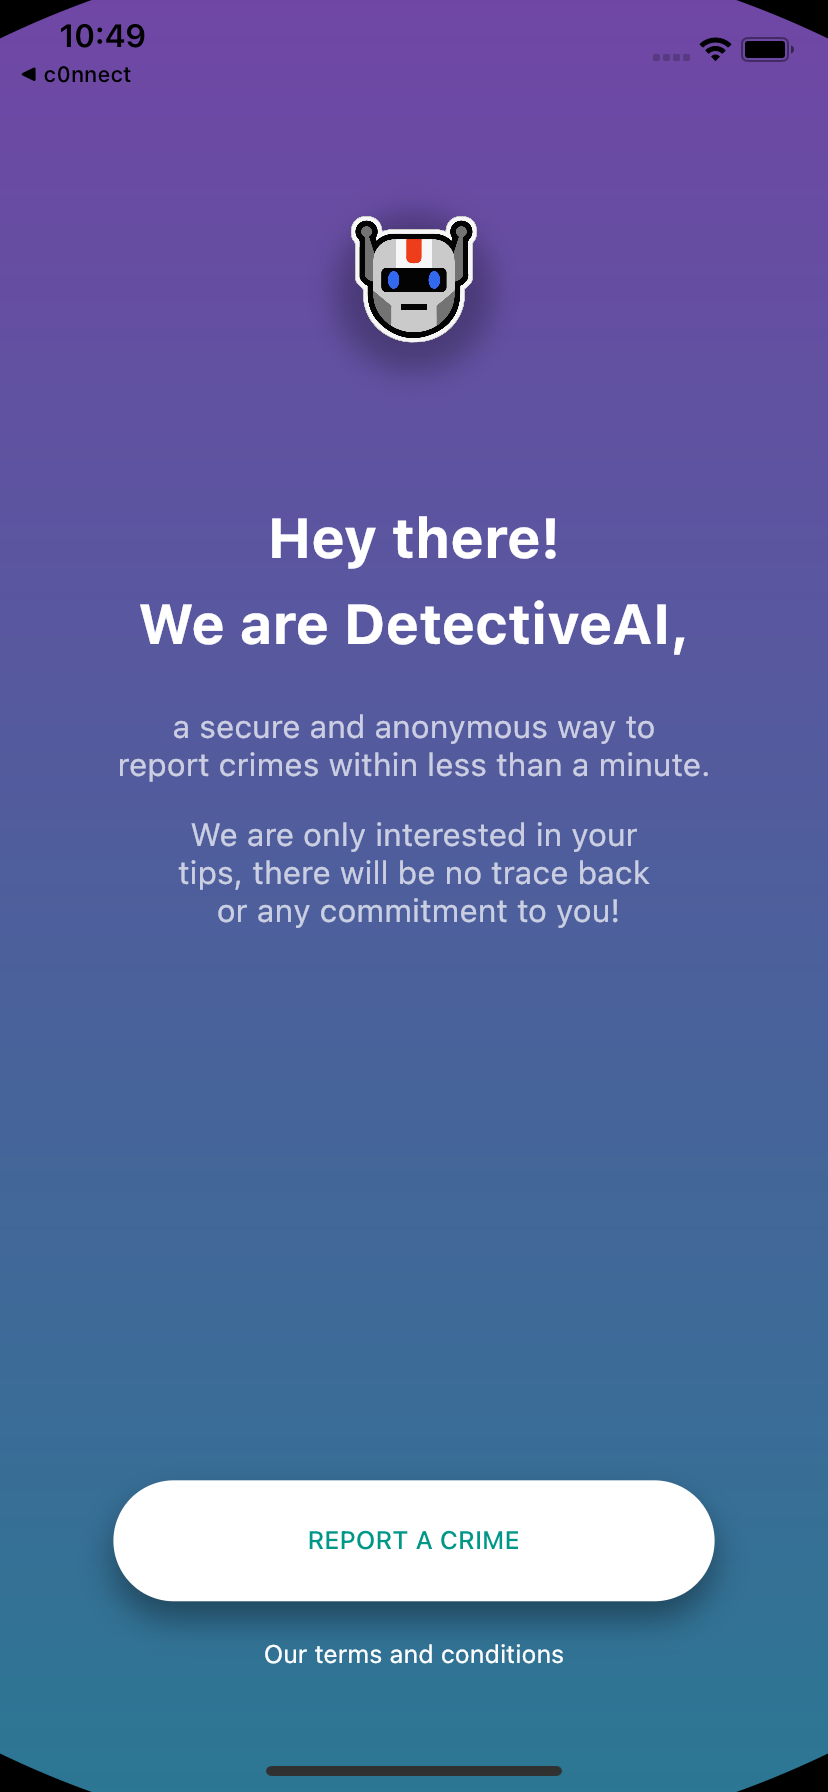 10:49
◀ c0nnect
Hey there!
We are DetectiveAI,
a secure and anonymous way to
report crimes within less than a minute.
We are only interested in your
tips, there will be no trace back
or any commitment to you!
REPORT A CRIME
Our terms and conditions